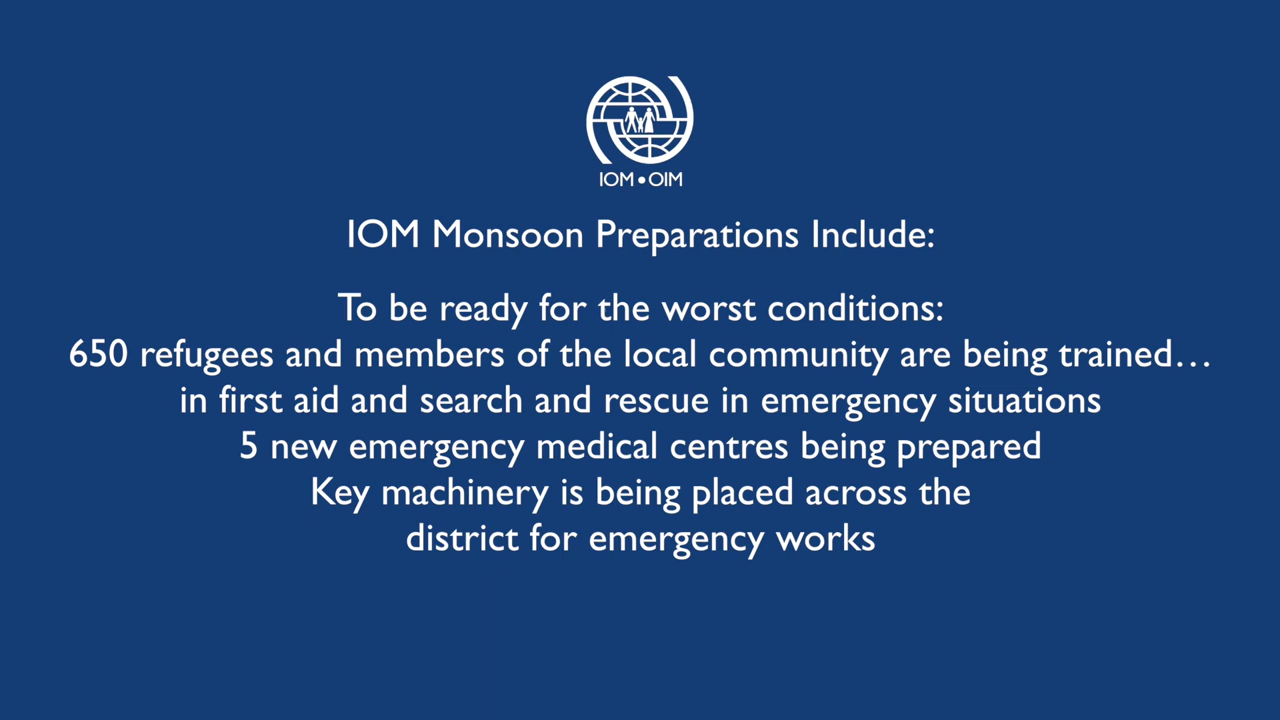 IOM • OIM
IOM Monsoon Preparations Include:
To be ready for the worst conditions:
650 refugees and members of the local community are being trained…
in first aid and search and rescue in emergency situations
5 new emergency medical centres being prepared
Key machinery is being placed across the
district for emergency works